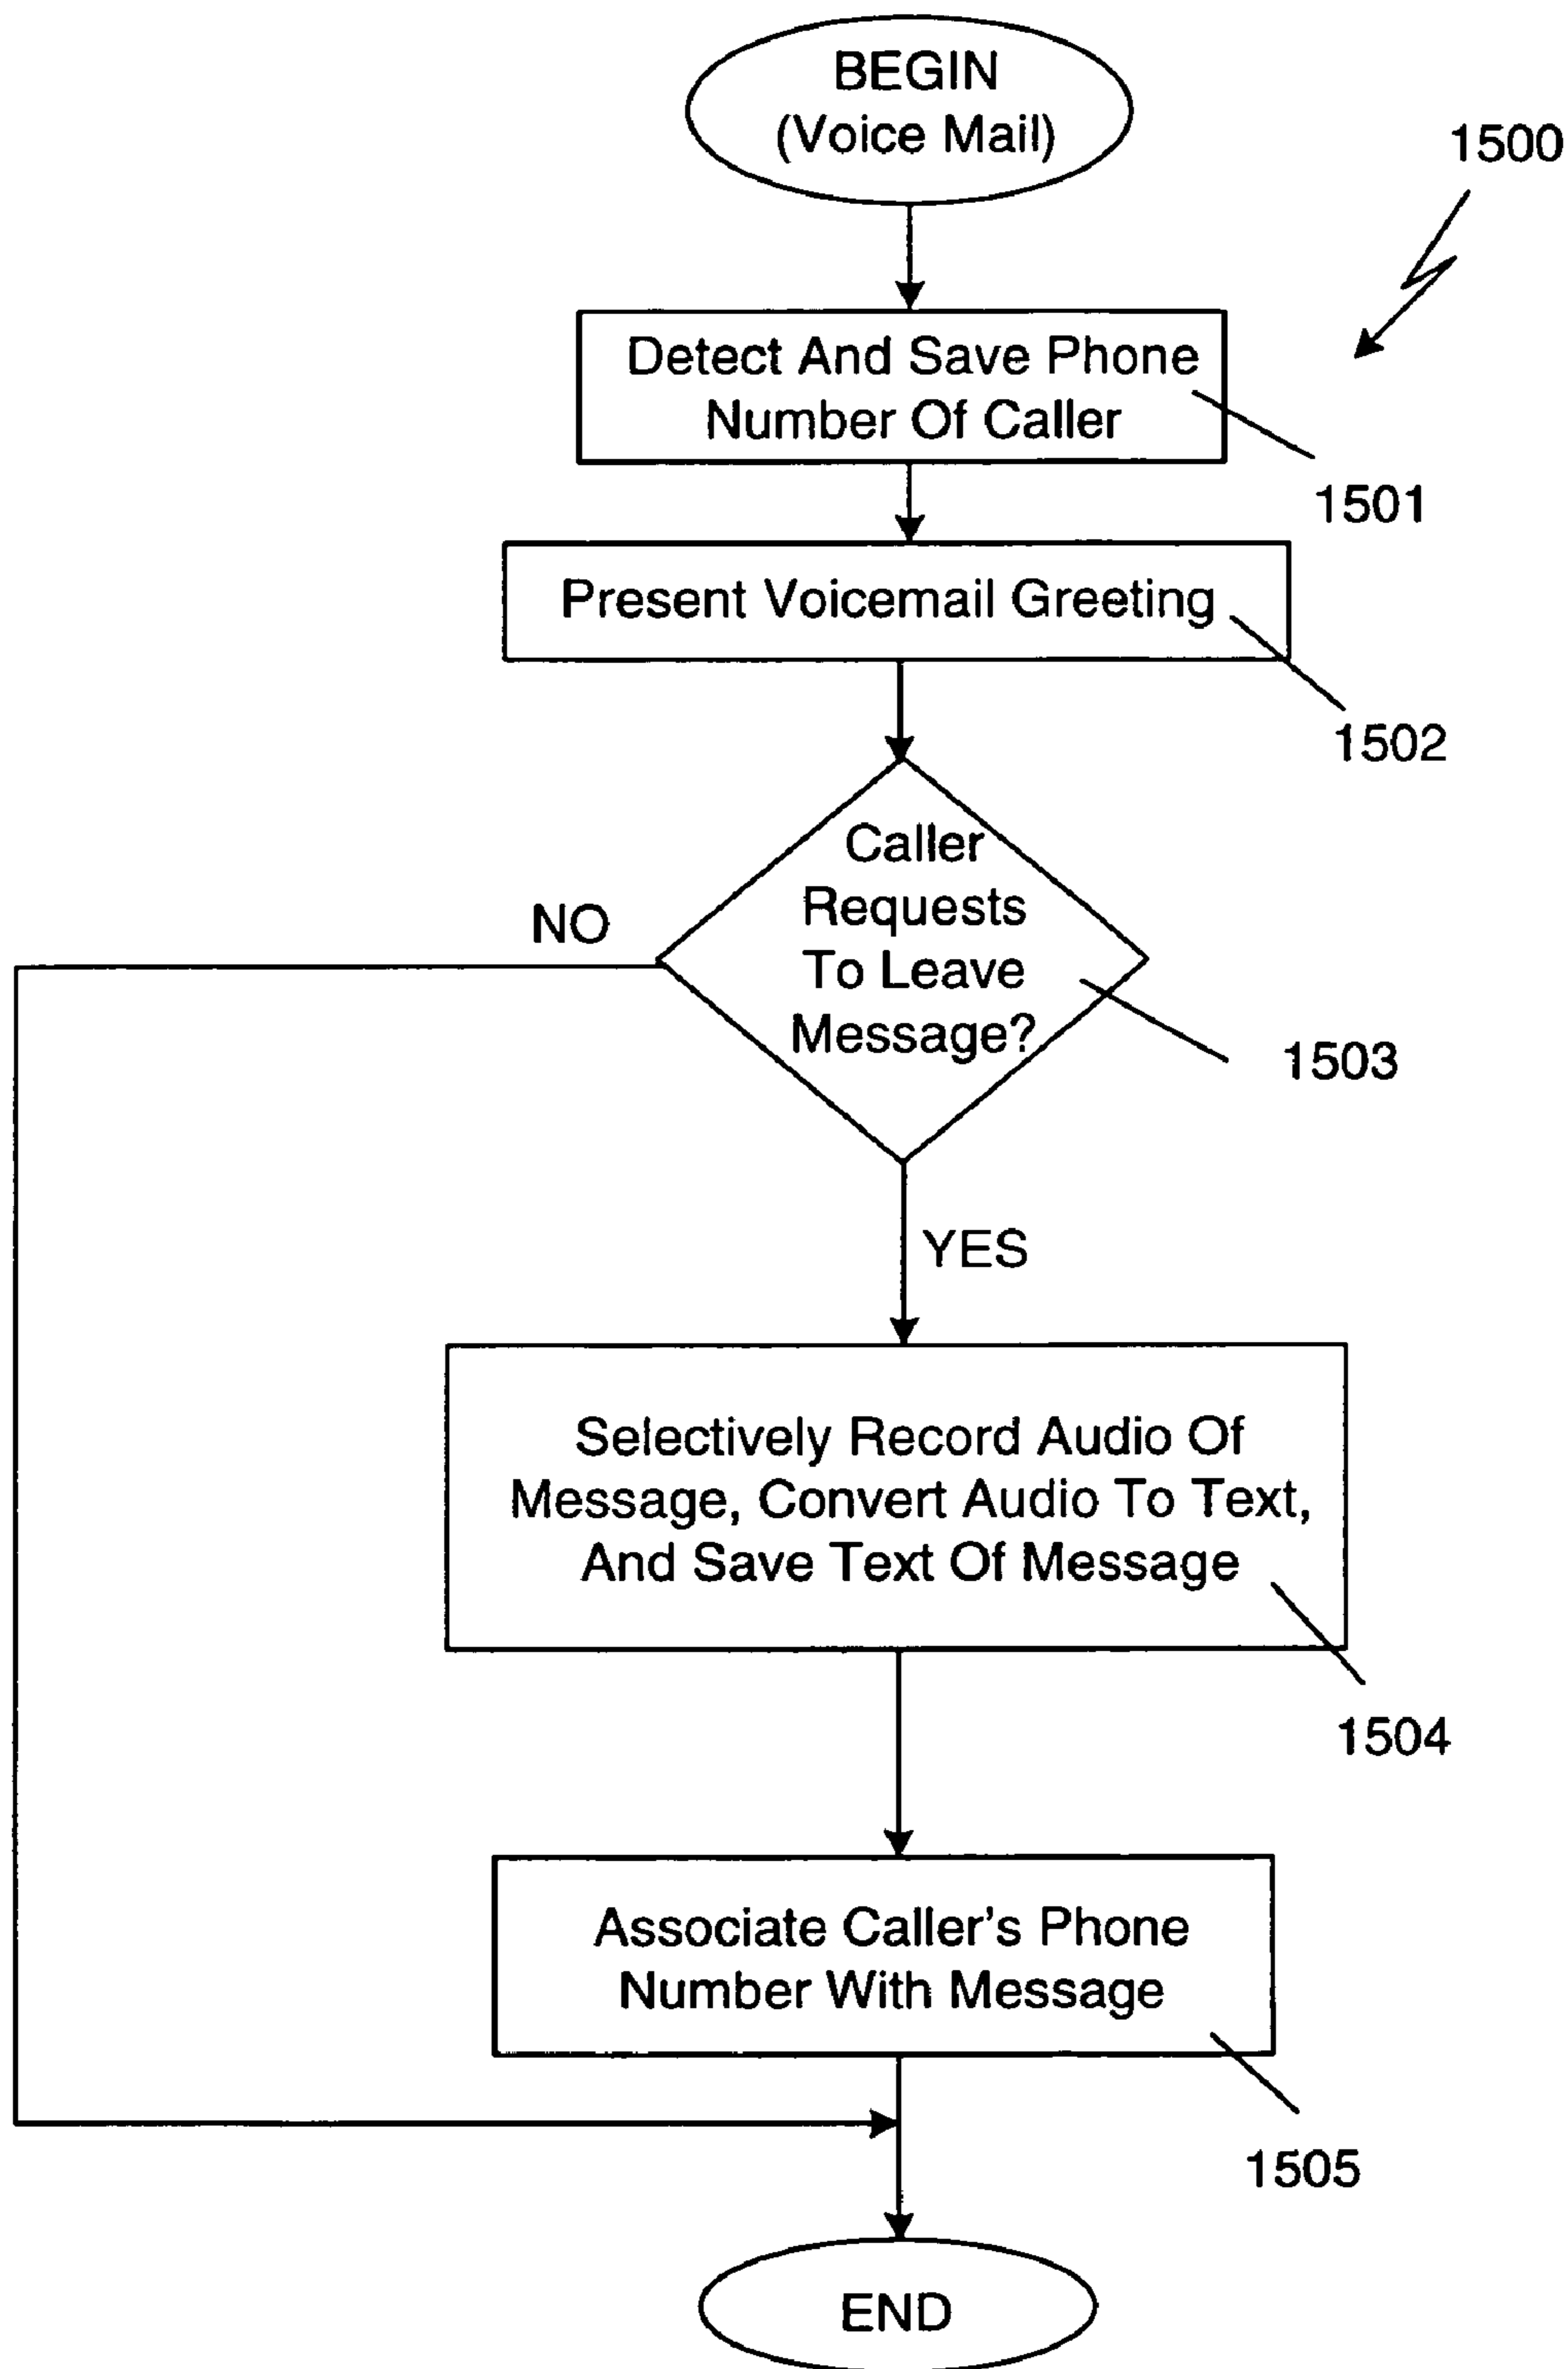 BEGIN
(Voice Mail)
1500
Detect And Save Phone
Number Of Caller
1501
Present Voicemail Greeting
1502
Caller
Requests
To Leave
Message?
NO
1503
YES
Selectively Record Audio Of
Message, Convert Audio To Text,
And Save Text Of Message
1504
Associate Caller's Phone
Number With Message
1505
END